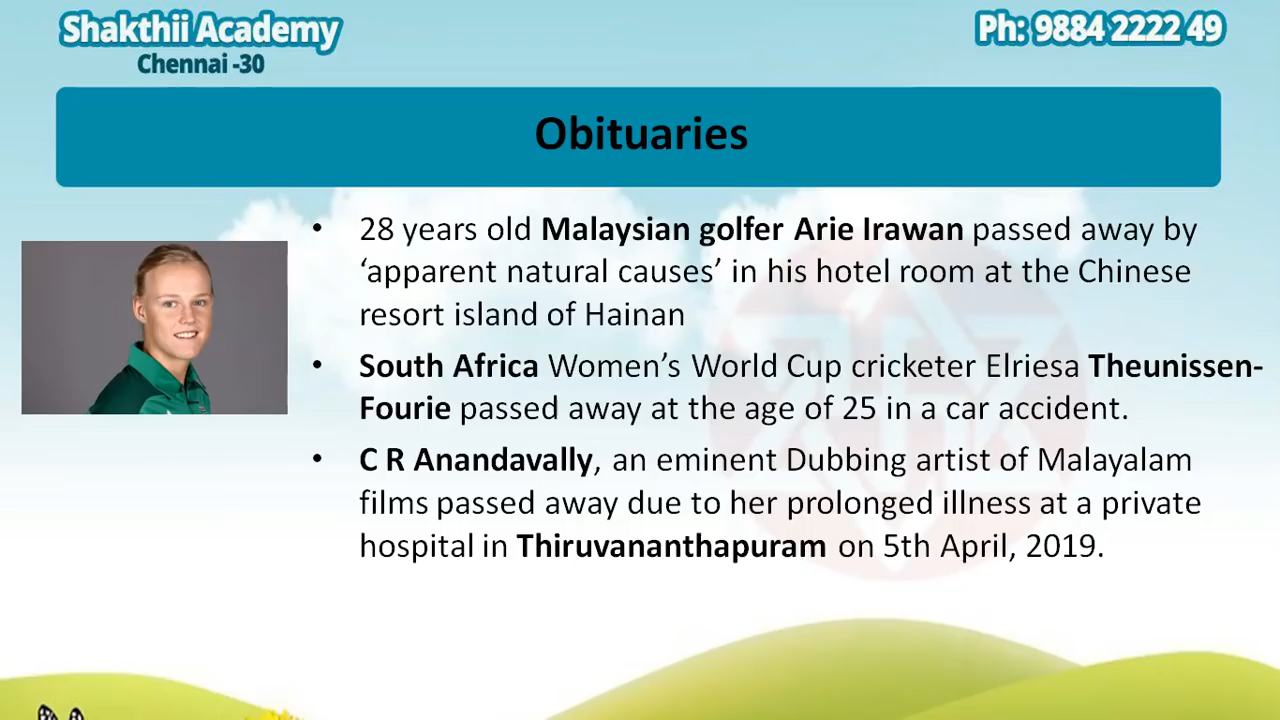 Shakthii Academy
Chennai -30
Ph: 9884 2222 49
Obituaries
• 28 years old Malaysian golfer Arie Irawan passed away by
‘apparent natural causes’ in his hotel room at the Chinese
resort island of Hainan
• South Africa Women’s World Cup cricketer Elriesa Theunissen-
Fourie passed away at the age of 25 in a car accident.
• C R Anandavally, an eminent Dubbing artist of Malayalam
films passed away due to her prolonged illness at a private
hospital in Thiruvananthapuram on 5th April, 2019.